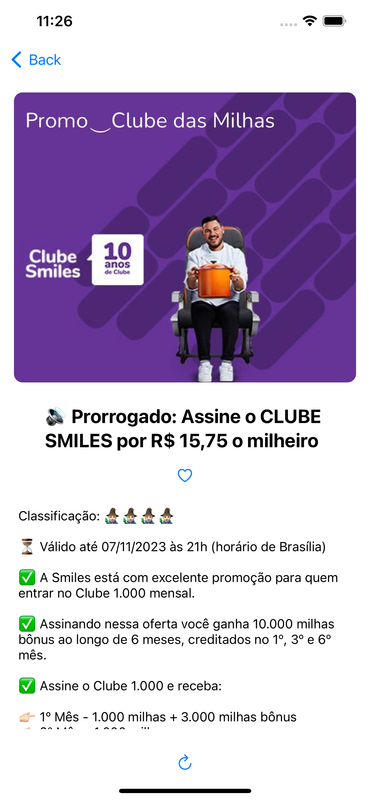 11:26
Back
Promo‿Clube das Milhas
Clube
Smiles
10
anos
de Clube
🔊 Prorrogado: Assine o CLUBE
SMILES por R$ 15,75 o milheiro
Classificação: 🕵🏼‍♂️🕵🏼‍♂️🕵🏼‍♂️🕵🏼‍♂️
⏳ Válido até 07/11/2023 às 21h (horário de Brasília)
✅ A Smiles está com excelente promoção para quem
entrar no Clube 1.000 mensal.
✅ Assinando nessa oferta você ganha 10.000 milhas
bônus ao longo de 6 meses, creditados no 1º, 3º e 6º
mês.
✅ Assine o Clube 1.000 e receba:
👉🏻 1º Mês - 1.000 milhas + 3.000 milhas bônus